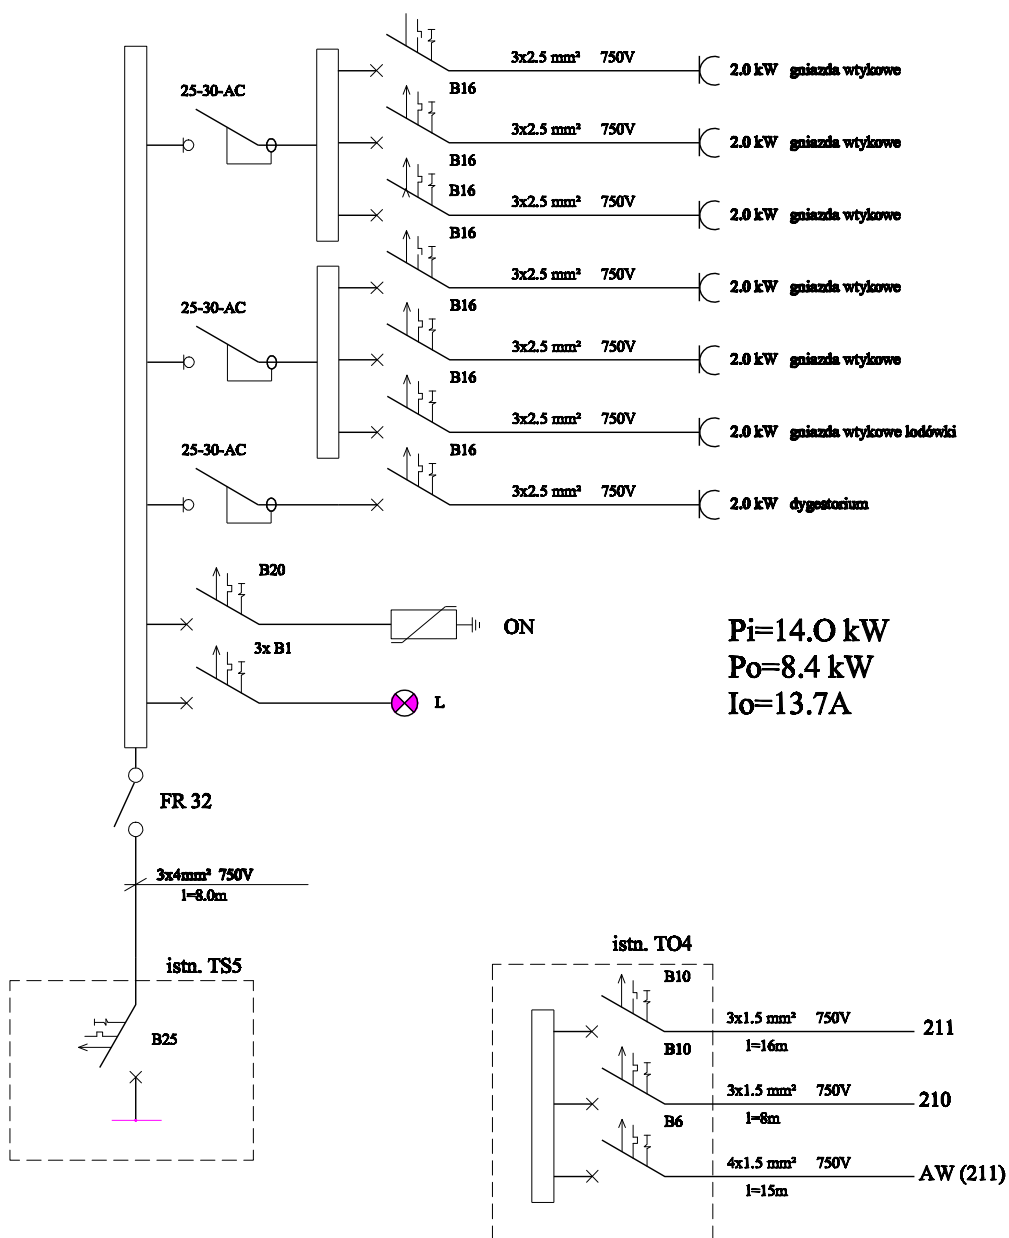 3x2.5 mm² 750V
2.0 kW gniazda wtykowe
B16
25-30-AC
3x2.5 mm² 750V
2.0 kW gniazda wtykowe
B16
B16
3x2.5 mm² 750V
2.0 kW gniazda wtykowe
B16
3x2.5 mm² 750V
2.0 kW gniazda wtykowe
B16
25-30-AC
3x2.5 mm² 750V
2.0 kW gniazda wtykowe
B16
3x2.5 mm² 750V
2.0 kW gniazda wtykowe lodówki
B16
25-30-AC
3x2.5 mm² 750V
2.0 kW dygestorium
B20
ON
3x B1
L
Pi=14.O kW
Po=8.4 kW
Io=13.7A
FR 32
3x4mm² 750V
l=8.0m
istn. TS5
B25
istn. TO4
B10
3x1.5 mm² 750V
211
l=16m
B10
3x1.5 mm² 750V
210
l=8m
B6
4x1.5 mm² 750V
AW (211)
l=15m